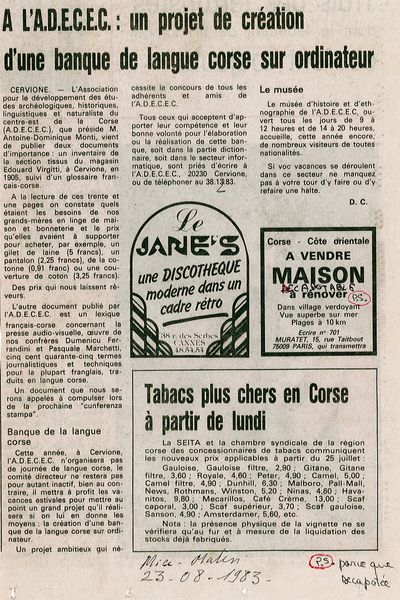 A L'A.D.E.C.E.C. : un projet de création
d'une banque de langue corse sur ordinateur
CERVIONE. — L'Association
pour le développement des étu-
des archéologiques, historiques,
linguistiques et naturaliste du
centre-est de la Corse
(A.D.E.C.E.C.), que préside M.
Antoine-Dominique Monti, vient
de publier deux documents
d'importance : un inventaire de
la section tissus du magasin
Edouard Virgiti, à Cervione, en
1905, suivi d'un glossaire fran-
çais-corse.
A la lecture de ces trente et
une pages on constate quels
étaient les besoins de nos
grands-mères en linge de mai-
son et bonneterie et le prix
qu'elles avaient à supporter
pour acheter, par exemple, un
gilet de laine (5 francs), un
pantalon (2,25 francs), de la co-
tonne (0,91 franc) ou une cou-
verture de coton (3,25 francs).
Des prix qui nous laissent rê-
veurs.
L'autre document publié par
l'A.D.E.C.E.C. est un lexique
français-corse concernant la
presse audio-visuelle, œuvre de
nos confrères Dumenicu Fer-
randini et Pasquale Marchetti,
cinq cent quarante-cinq termes
journalistiques et techniques
pour la plupart français, tra-
duits en langue corse.
Un document que nous se-
rons appelés à compulser lors
de la prochaine "cunferenza
stampa".
Banque de la langue
corse
Cette année, à Cervione,
l'A.D.E.C.E.C. n'organisera pas
de journée de langue corse, le
comité directeur ne restera pas
pour autant inactif, bien au con-
traire, il mettra à profit les va-
cances estivales pour mettre au
point un grand projet qu'il réali-
sera si on lui en donne les
moyens : la création d'une ban-
que de langue corse sur ordi-
nateur.
Un projet ambitieux qui né-
cessite le concours de tous les
adhérents et amis de
l'A.D.E.C.E.C.
Tous ceux qui acceptent d'ap-
porter leur compétence et leur
bonne volonté pour l'élaboration
ou la réalisation de cette ban-
que, soit dans la partie diction-
naire, soit dans le secteur infor-
matique, sont priés d'écrire à
l'A.D.E.C.E.C., 20230 Cervione,
ou de téléphoner au 38.13.83.
Le musée
Le musée d'histoire et d'eth-
nographie de l'A.D.E.C.E.C, ou-
vert tous les jours de 9 à
12 heures et de 14 à 20 heures,
accueille, cette année encore,
de nombreux visiteurs de toutes
nationalités.
Si vos vacances se déroulent
dans ce secteur ne manquez
pas à votre tour d'y faire ou d'y
refaire une halte.
D. C.
Le
JANE'S
une DISCOTHEQUE
moderne dans un
cadre rétro
38 r. des Serbes
CANNES
48.54.54
Corse - Côte orientale
A VENDRE
MAISON
DECAPOTABLE
à rénover
P.S.
Dans village verdoyant
Vue superbe sur mer
Plages à 10 km
Ecrire n° 701
MURATET, 15, rue Taitbout
75009 PARIS, qui transmettra
Tabacs plus chers en Corse
à partir de lundi
La SEITA et la chambre syndicale de la région
corse des concessionnaires de tabacs communiquent
les nouveaux prix applicables à partir du 25 juillet :
Gauloise, Gauloise filtre, 2,90 ; Gitane, Gitane
filtre, 3,60 ; Royale, 4,60 ; Peter, 4,90 ; Camel, 5,00 ;
Camel filtre, 4,90 ; Dunhill, 6,30 ; Malboro, Pall-Mall,
News, Rothmans, Winston, 5,20 ; Ninas, 4,60 ; Hava-
nitos, 9,80 ; Mecarillos, Café Crème, 13,00 ; Scaf
caporal, 3,00 ; Scaf supérieur, 3,70 ; Scaf gauloise,
Sanson, 4,90 ; Amsterdamer, 5,60, etc.
Nota : la présence physique de la vignette ne se
vérifiera qu'au fur et à mesure de la liquidation des
stocks déjà fabriqués.
Nice-Matin
23-08-1983.
P.S. parce que
decapotée